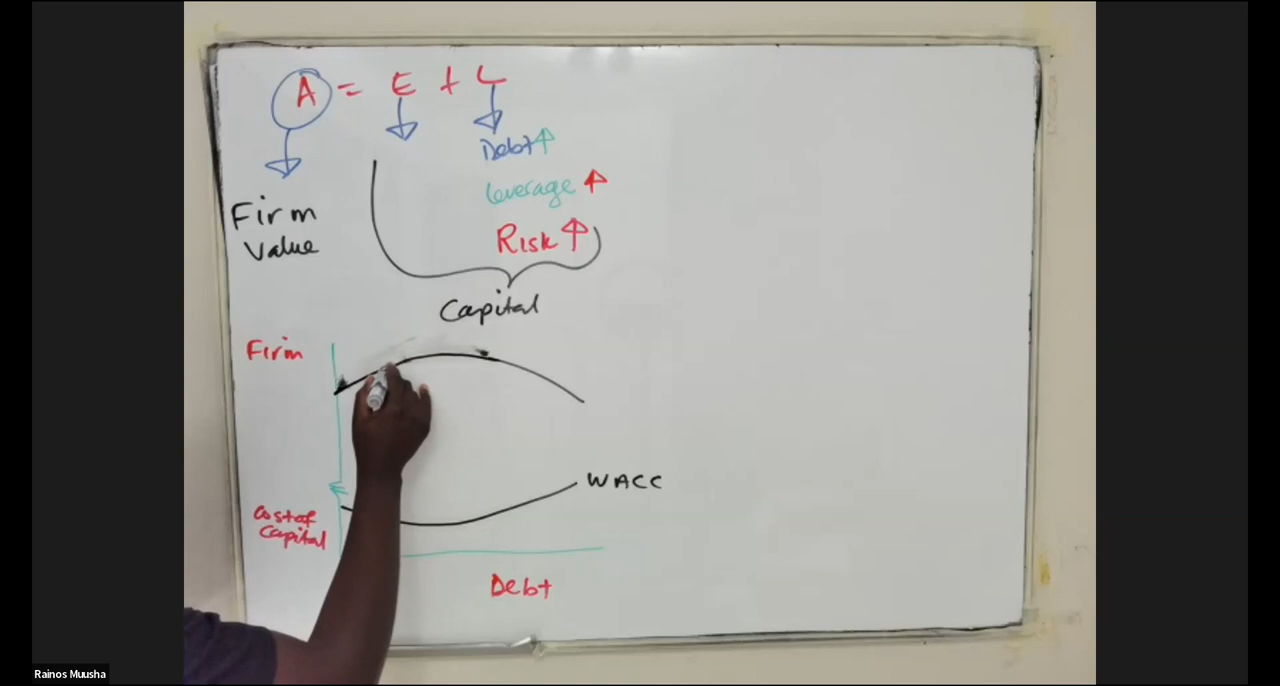 A = E + L
Debt
leverage
Risk
Firm
Value
Capital
Firm
WACC
Cost of
Capital
Debt
Rainos Muusha